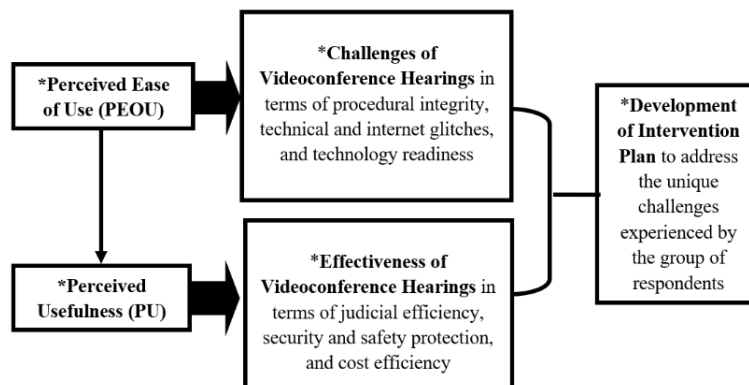 *Perceived Ease
of Use (PEOU)
*Challenges of
Videoconference Hearings in
terms of procedural integrity,
technical and internet glitches,
and technology readiness
*Perceived
Usefulness (PU)
*Effectiveness of
Videoconference Hearings in
terms of judicial efficiency,
security and safety protection,
and cost efficiency
*Development
of Intervention
Plan to address
the unique
challenges
experienced by
the group of
respondents